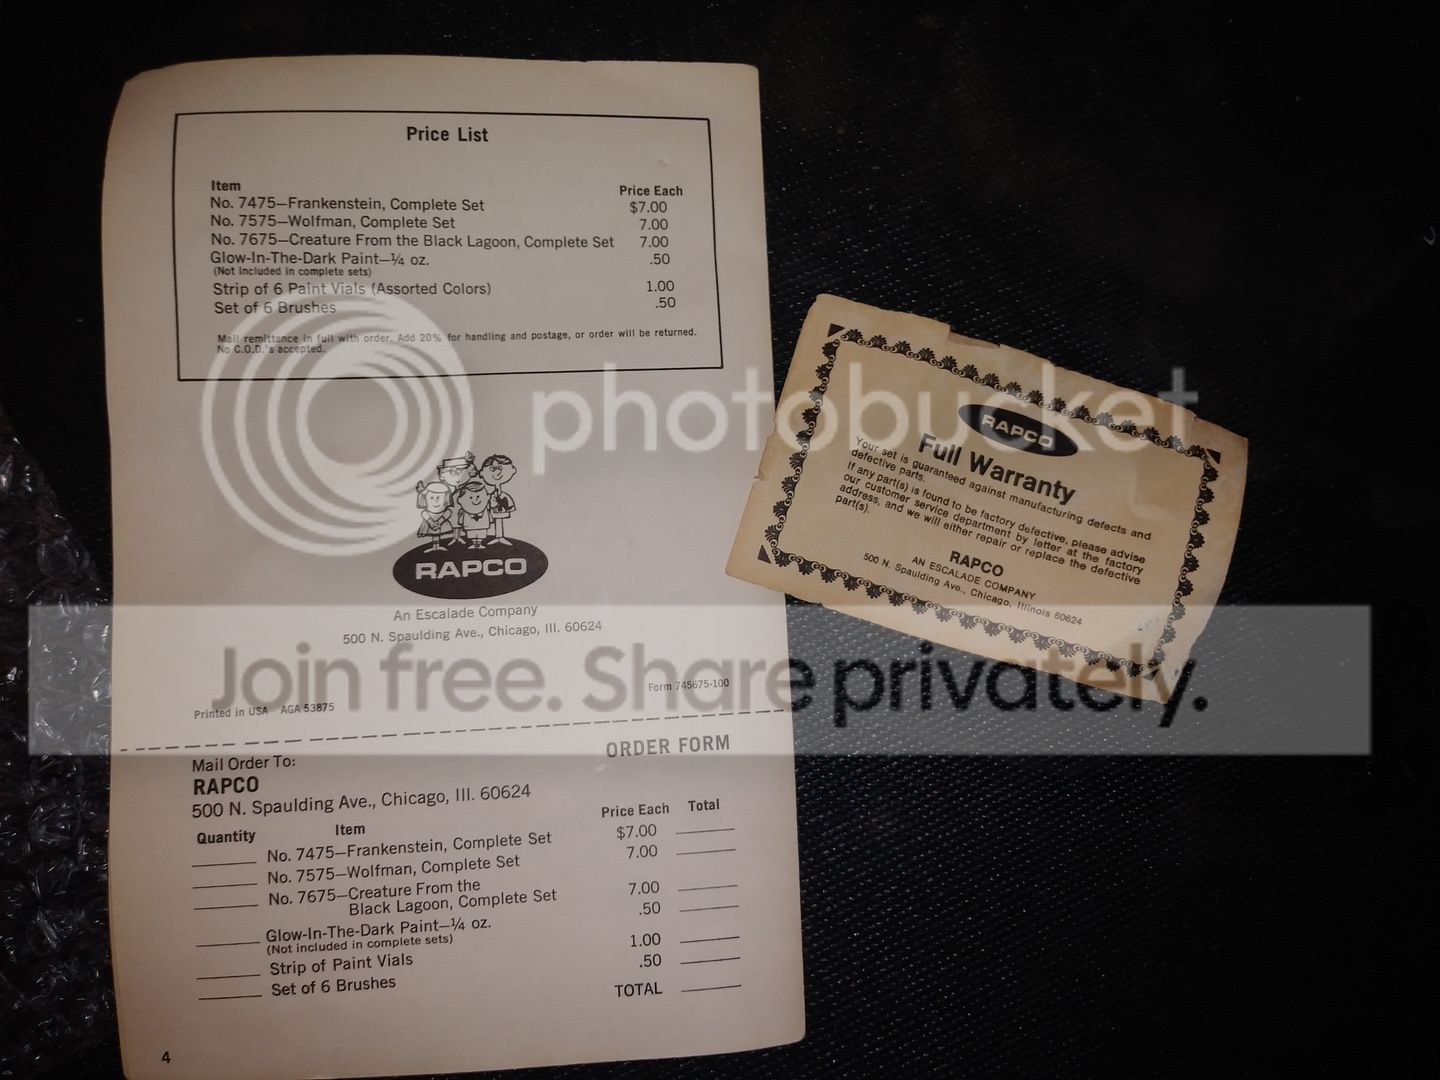 Price List
Item Price Each
No. 7475—Frankenstein, Complete Set $7.00
No. 7575—Wolfman, Complete Set 7.00
No. 7675—Creature From the Black Lagoon, Complete Set 7.00
Glow-In-The-Dark Paint—¼ oz. .50
(Not included in complete sets)
Strip of 6 Paint Vials (Assorted Colors) 1.00
Set of 6 Brushes .50
Mail remittance in full with order. Add 20% for handling and postage, or order will be returned.
No C.O.D.'s accepted.
RAPCO
An Escalade Company
500 N. Spaulding Ave., Chicago, Ill. 60624
Form 745675-100
Printed in USA AGA 53875
ORDER FORM
Mail Order To:
RAPCO
500 N. Spaulding Ave., Chicago, Ill. 60624
Quantity Item Price Each Total
No. 7475—Frankenstein, Complete Set $7.00
No. 7575—Wolfman, Complete Set 7.00
No. 7675—Creature From the
Black Lagoon, Complete Set 7.00
Glow-In-The-Dark Paint—¼ oz. .50
(Not included in complete sets)
Strip of Paint Vials 1.00
Set of 6 Brushes .50
TOTAL
4
RAPCO
Full Warranty
Your set is guaranteed against manufacturing defects and
defective parts.
If any part(s) is found to be factory defective, please advise
our customer service department by letter at the factory
address, and we will either repair or replace the defective
part(s).
RAPCO
AN ESCALADE COMPANY
500 N. Spaulding Ave., Chicago, Illinois 60624
photobucket
Join free. Share privately.